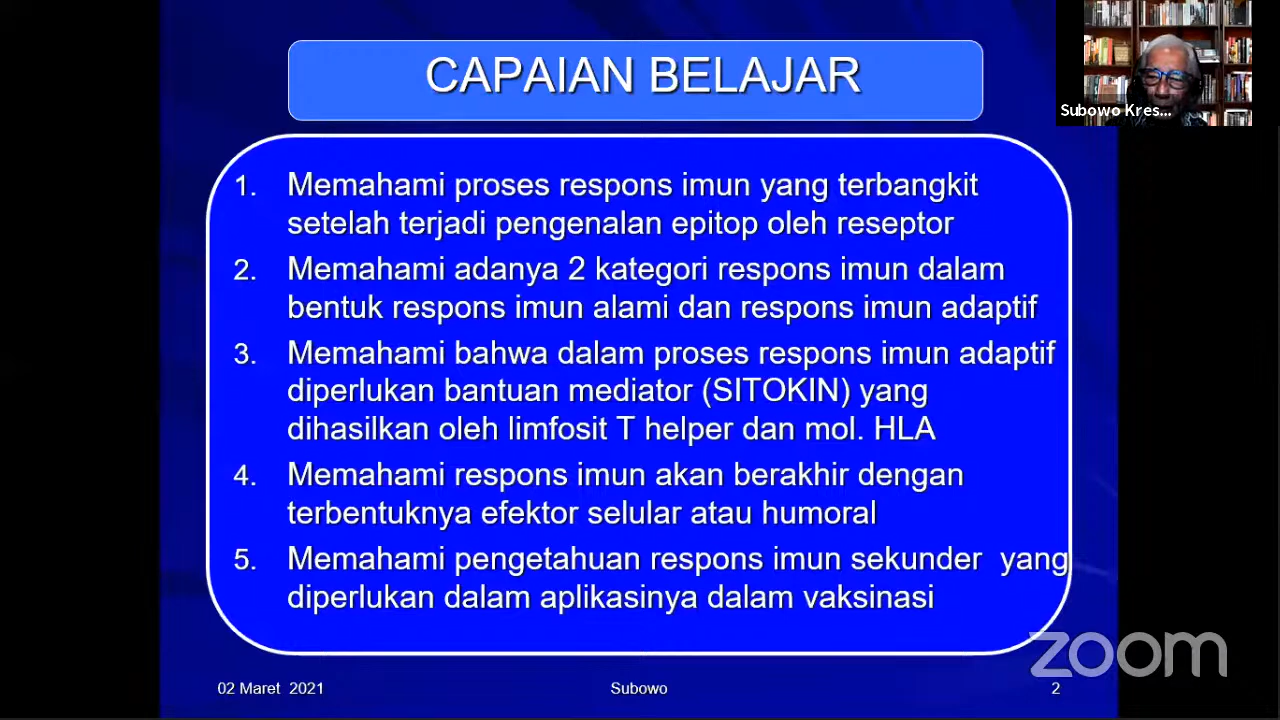 CAPAIAN BELAJAR
Subowo Kres...
1. Memahami proses respons imun yang terbangkit
setelah terjadi pengenalan epitop oleh reseptor
2. Memahami adanya 2 kategori respons imun dalam
bentuk respons imun alami dan respons imun adaptif
3. Memahami bahwa dalam proses respons imun adaptif
diperlukan bantuan mediator (SITOKIN) yang
dihasilkan oleh limfosit T helper dan mol. HLA
4. Memahami respons imun akan berakhir dengan
terbentuknya efektor selular atau humoral
5. Memahami pengetahuan respons imun sekunder yang
diperlukan dalam aplikasinya dalam vaksinasi
zoom
02 Maret 2021 Subowo 2